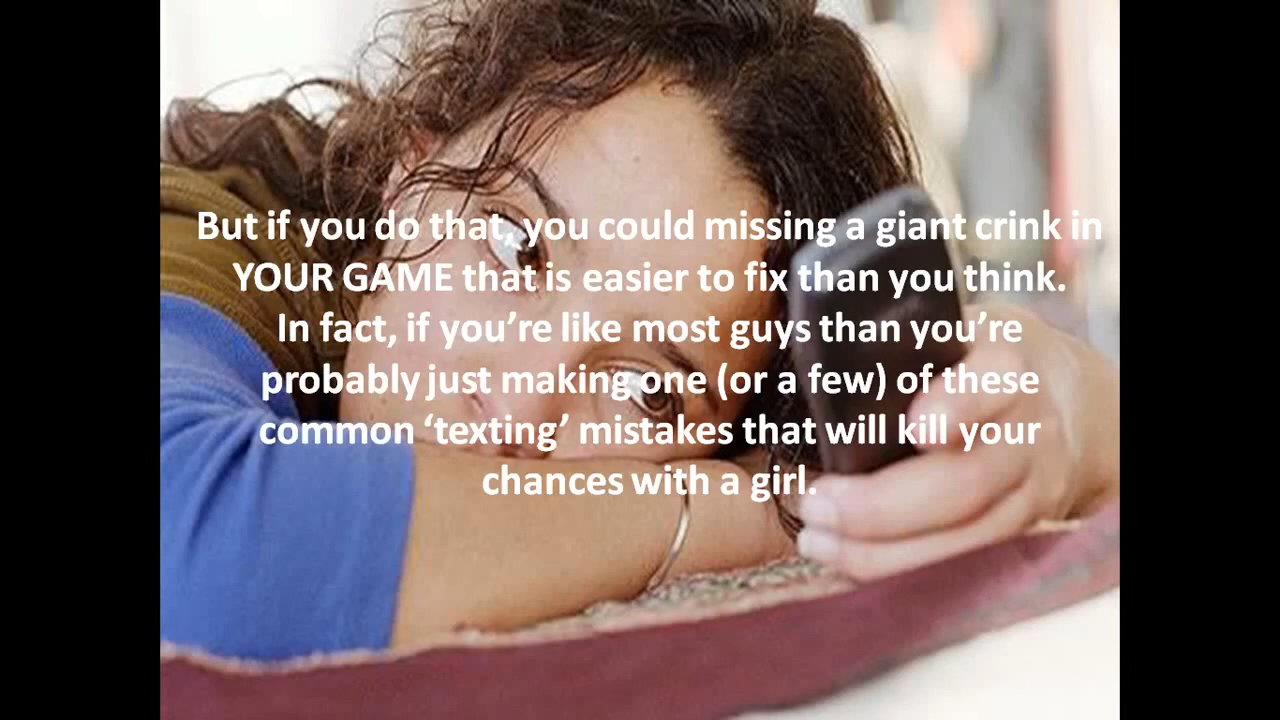 But if you do that, you could missing a giant crink in
YOUR GAME that is easier to fix than you think.
In fact, if you’re like most guys than you’re
probably just making one (or a few) of these
common ‘texting’ mistakes that will kill your
chances with a girl.